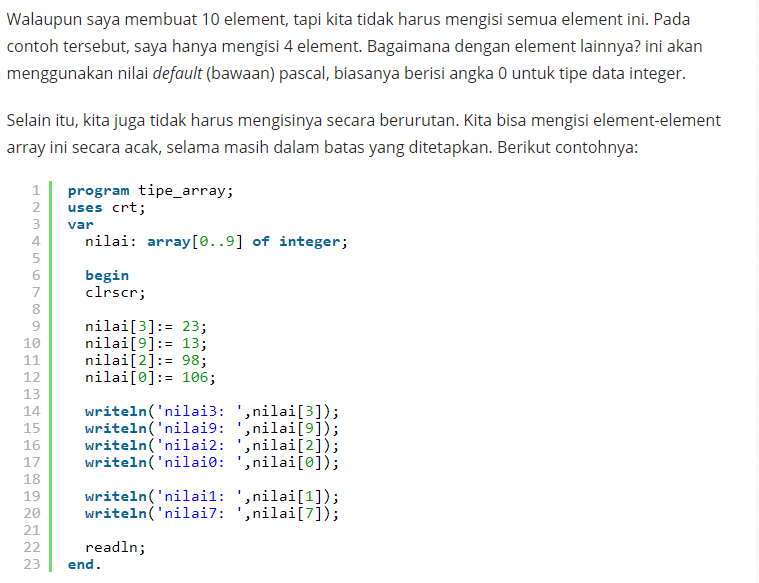 Walaupun saya membuat 10 element, tapi kita tidak harus mengisi semua element ini. Pada
contoh tersebut, saya hanya mengisi 4 element. Bagaimana dengan element lainnya? ini akan
menggunakan nilai default (bawaan) pascal, biasanya berisi angka 0 untuk tipe data integer.
Selain itu, kita juga tidak harus mengisinya secara berurutan. Kita bisa mengisi element-element
array ini secara acak, selama masih dalam batas yang ditetapkan. Berikut contohnya:
1 program tipe_array;
2 uses crt;
3 var
4 nilai: array[0..9] of integer;
5
6 begin
7 clrscr;
8
9 nilai[3]:= 23;
10 nilai[9]:= 13;
11 nilai[2]:= 98;
12 nilai[0]:= 106;
13
14 writeln('nilai3: ',nilai[3]);
15 writeln('nilai9: ',nilai[9]);
16 writeln('nilai2: ',nilai[2]);
17 writeln('nilai0: ',nilai[0]);
18
19 writeln('nilai1: ',nilai[1]);
20 writeln('nilai7: ',nilai[7]);
21
22 readln;
23 end.